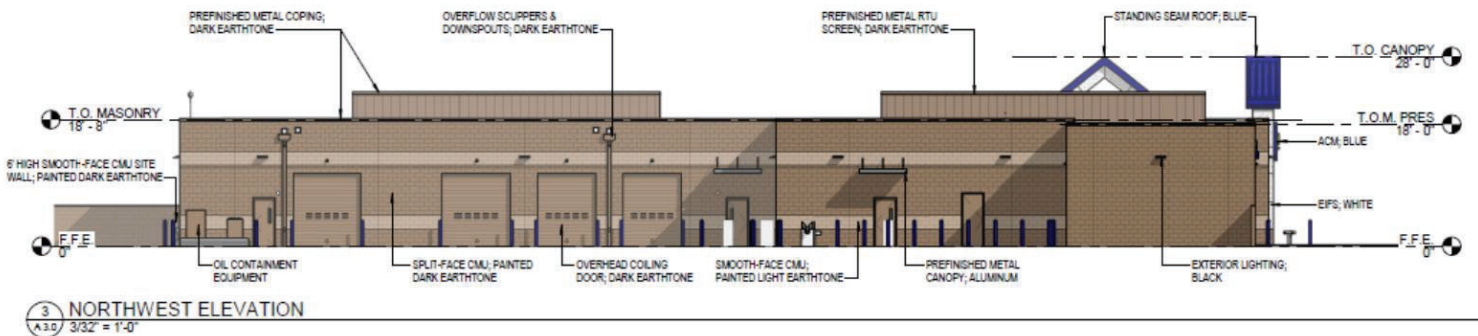 PREFINISHED METAL COPING;
DARK EARTHTONE
OVERFLOW SCUPPERS &
DOWNSPOUTS; DARK EARTHTONE
PREFINISHED METAL RTU
SCREEN; DARK EARTHTONE
STANDING SEAM ROOF; BLUE
T.O. CANOPY
28' - 0"
T.O. MASONRY
18' - 8"
T.O.M. PRES
18' - 0"
ACM; BLUE
6' HIGH SMOOTH-FACE CMU SITE
WALL; PAINTED DARK EARTHTONE
EIFS; WHITE
F.F.E.
0"
F.F.E.
0"
OIL CONTAINMENT
EQUIPMENT
SPLIT-FACE CMU; PAINTED
DARK EARTHTONE
OVERHEAD COILING
DOOR; DARK EARTHTONE
SMOOTH-FACE CMU;
PAINTED LIGHT EARTHTONE
PREFINISHED METAL
CANOPY; ALUMINUM
EXTERIOR LIGHTING;
BLACK
3
A3.0
NORTHWEST ELEVATION
3/32" = 1'-0"